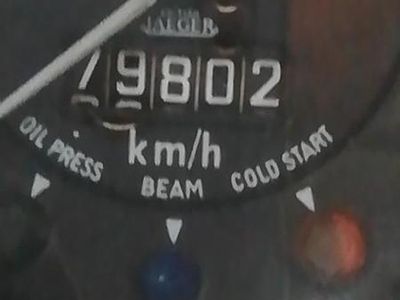 JAEGER
79802
km/h
OIL PRESS
BEAM
COLD START